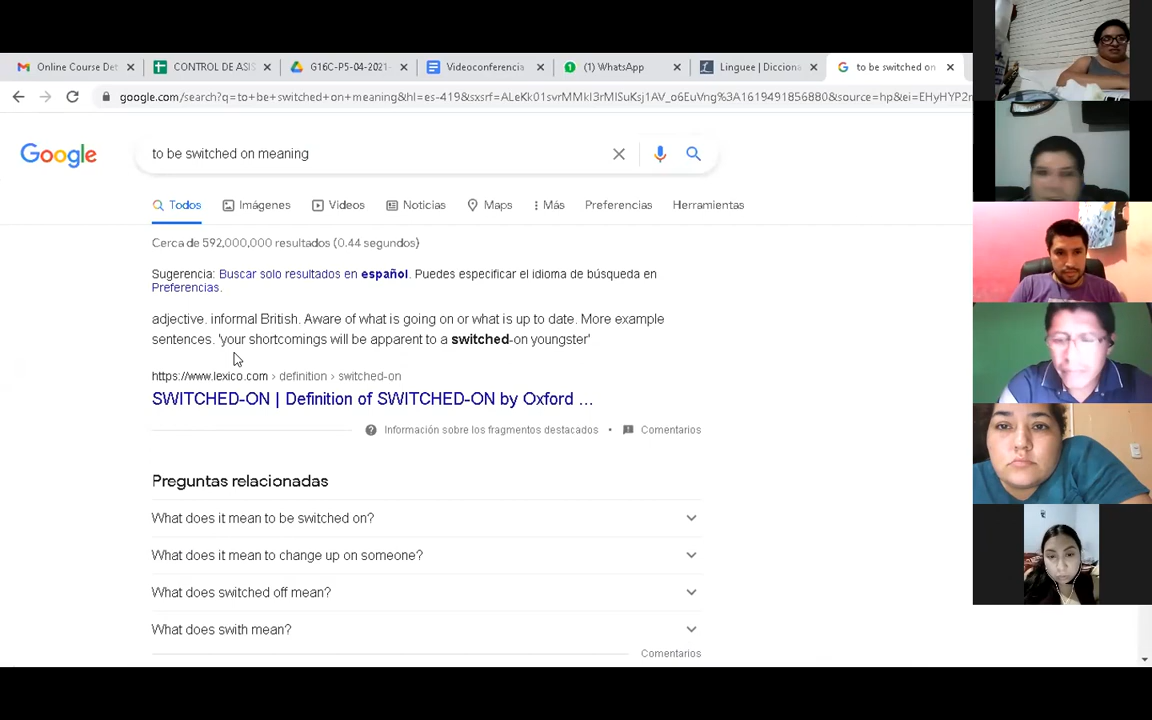 Online Course Det
CONTROL DE ASIS
G16C-P5-04-2021-
Videoconferencia
(1) WhatsApp
Linguee | Dicciona
to be switched on
google.com/search?q=to+be+switched+on+meaning&hl=es-419&sxsrf=ALeKk01svrMMkI3rMISuKsj1AV_o6EuVng%3A1619491856880&source=hp&ei=EHyHYP2r
Google
to be switched on meaning
Todos
Imágenes
Videos
Noticias
Maps
Más
Preferencias
Herramientas
Cerca de 592,000,000 resultados (0.44 segundos)
Sugerencia: Buscar solo resultados en español. Puedes especificar el idioma de búsqueda en
Preferencias.
adjective. informal British. Aware of what is going on or what is up to date. More example
sentences. 'your shortcomings will be apparent to a switched-on youngster'
https://www.lexico.com › definition › switched-on
SWITCHED-ON | Definition of SWITCHED-ON by Oxford ...
Información sobre los fragmentos destacados • Comentarios
Preguntas relacionadas
What does it mean to be switched on?
What does it mean to change up on someone?
What does switched off mean?
What does swith mean?
Comentarios